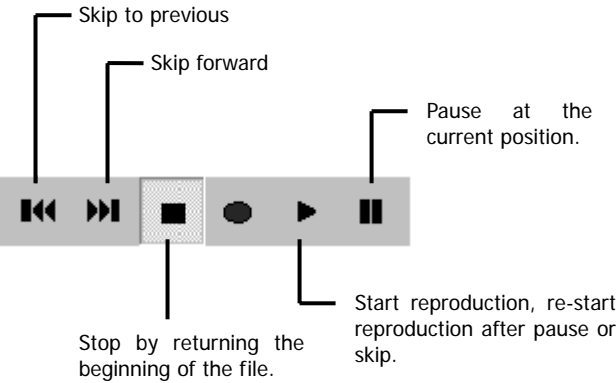 Skip to previous
Skip forward
Pause at the
current position.
Start reproduction, re-start
reproduction after pause or
skip.
Stop by returning the
beginning of the file.